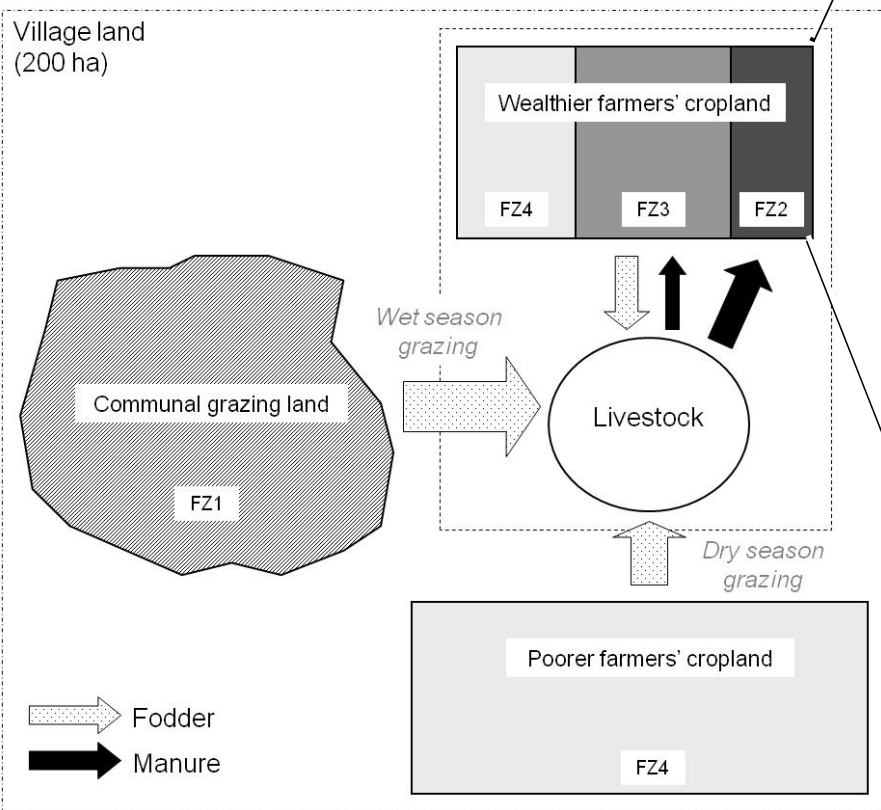 Village land
(200 ha)
Wealthier farmers' cropland
FZ4
FZ3
FZ2
Wet season
grazing
Communal grazing land
FZ1
Livestock
Dry season
grazing
Poorer farmers' cropland
FZ4
Fodder
Manure